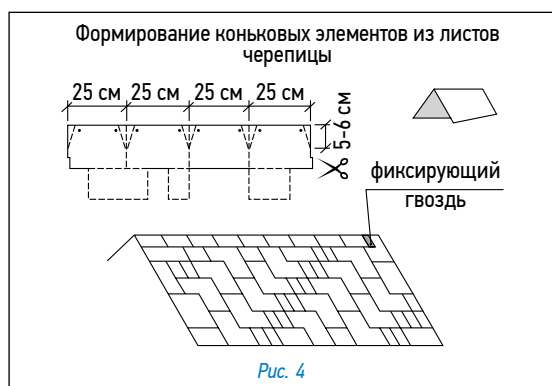 Формирование коньковых элементов из листов
черепицы
25 см 25 см 25 см 25 см
5-6 см
фиксирующий
гвоздь
Рис. 4